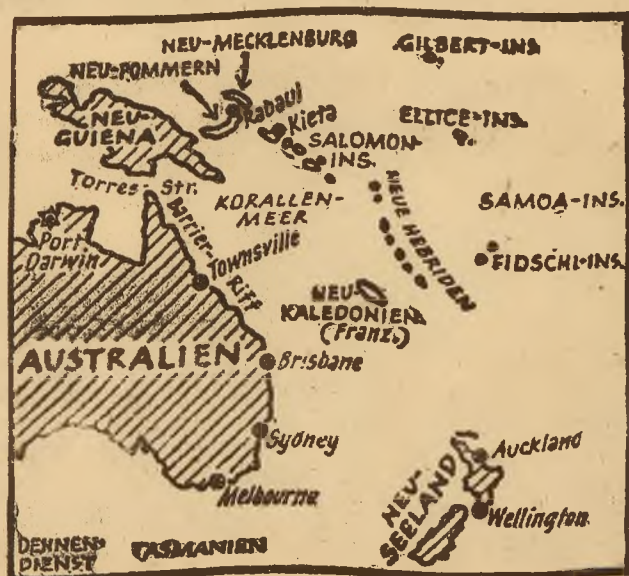 NEU-MECKLENBURG
NEU-POMMERN
GILBERT-INS.
NEU-
GUIENA
Rabaul
Kieta
SALOMON-
INS.
ELLICE-INS.
Torres-Str.
KORALLEN-
MEER
NEUE HEBRIDEN
SAMOA-INS.
Port
Darwin
Barrier-
Riff
Townsville
FIDSCHI-INS.
NEU-
KALEDONIEN
(Franz.)
AUSTRALIEN
Brisbane
Sydney
Melbourne
Auckland
NEU-
SEELAND
Wellington
DEHNEN-
DIENST
TASMANIEN